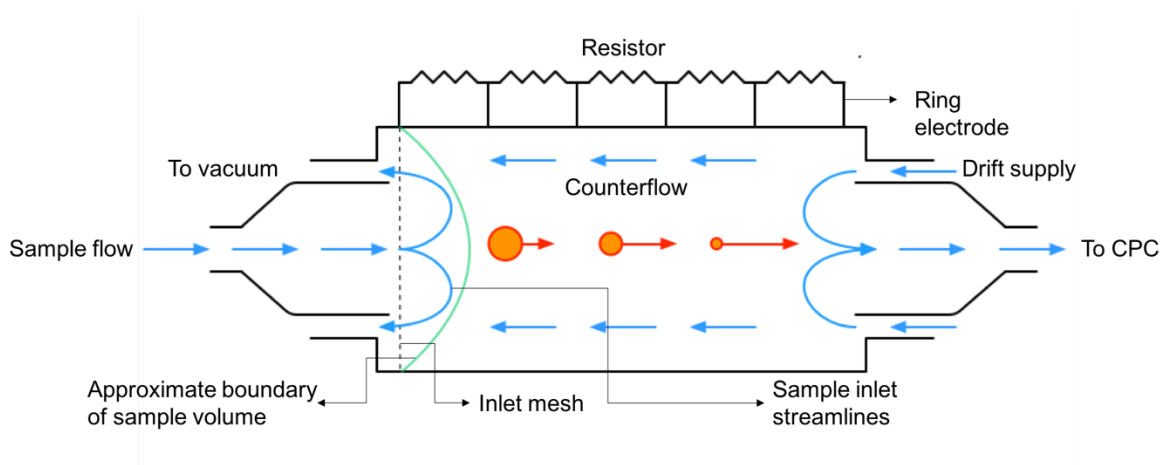 Resistor
Ring
electrode
To vacuum
Drift supply
Counterflow
Sample flow
To CPC
Approximate boundary
of sample volume
Inlet mesh
Sample inlet
streamlines